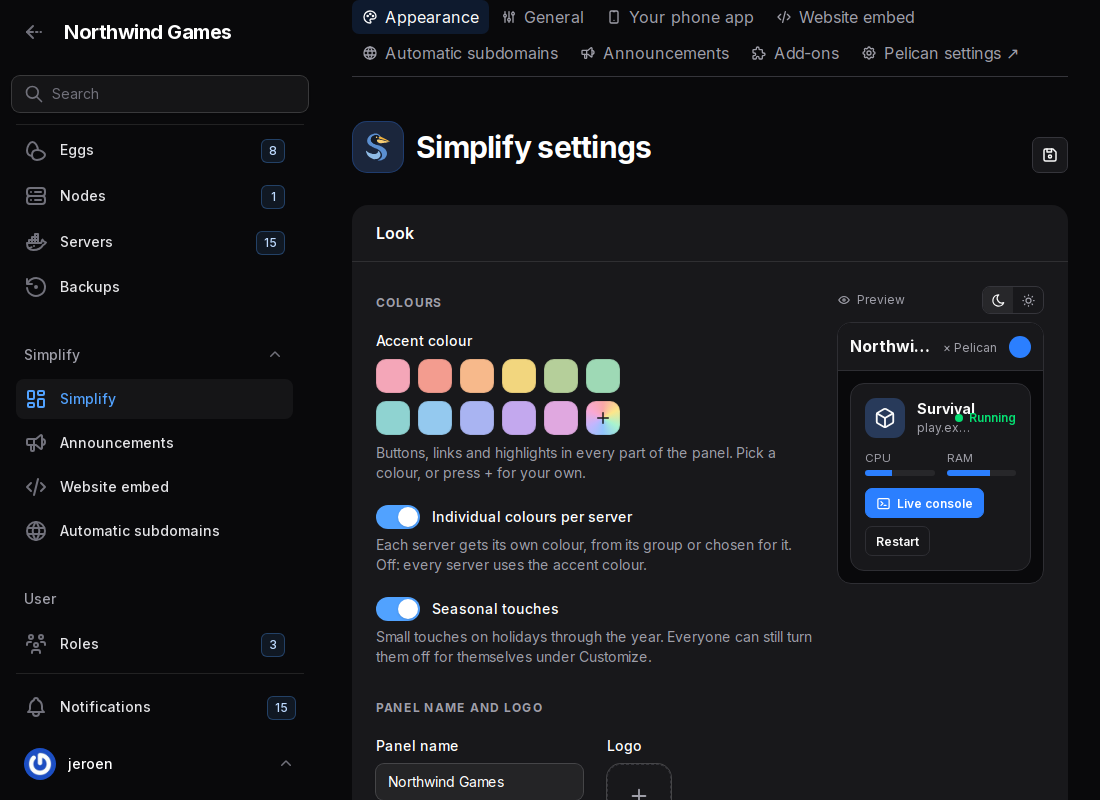 Northwind Games
Search
Eggs 8
Nodes 1
Servers 15
Backups
Simplify
Simplify
Announcements
Website embed
Automatic subdomains
User
Roles 3
Notifications 15
jeroen
Appearance General Your phone app Website embed
Automatic subdomains Announcements Add-ons Pelican settings ↗
Simplify settings
Look
COLOURS
Accent colour
Buttons, links and highlights in every part of the panel. Pick a
colour, or press + for your own.
Individual colours per server
Each server gets its own colour, from its group or chosen for it.
Off: every server uses the accent colour.
Seasonal touches
Small touches on holidays through the year. Everyone can still turn
them off for themselves under Customize.
PANEL NAME AND LOGO
Panel name Logo
Northwind Games
Preview
Northwi... × Pelican
Survival
Running
play.ex...
CPU RAM
Live console
Restart